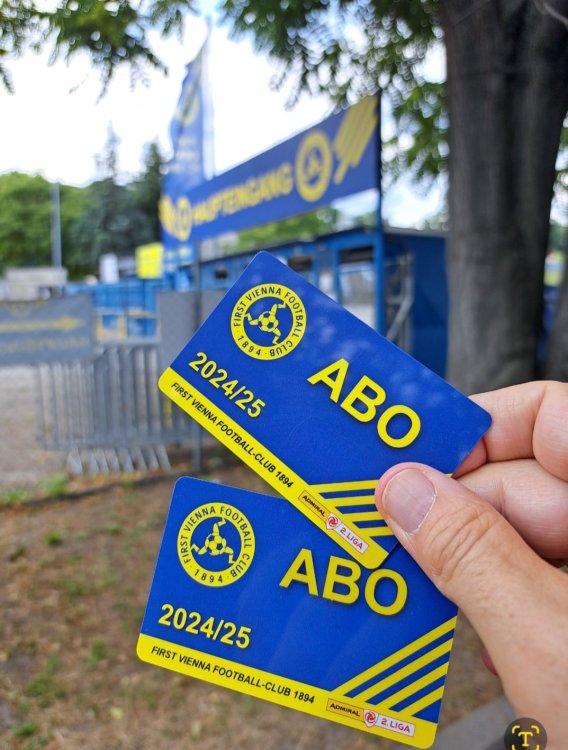 HAUPTEINGANG
FIRST VIENNA FOOTBALL CLUB
1894
2024/25
ABO
FIRST VIENNA FOOTBALL-CLUB 1894
ADMIRAL 2. LIGA
FIRST VIENNA FOOTBALL CLUB
1894
2024/25
ABO
FIRST VIENNA FOOTBALL-CLUB 1894
ADMIRAL 2. LIGA
T